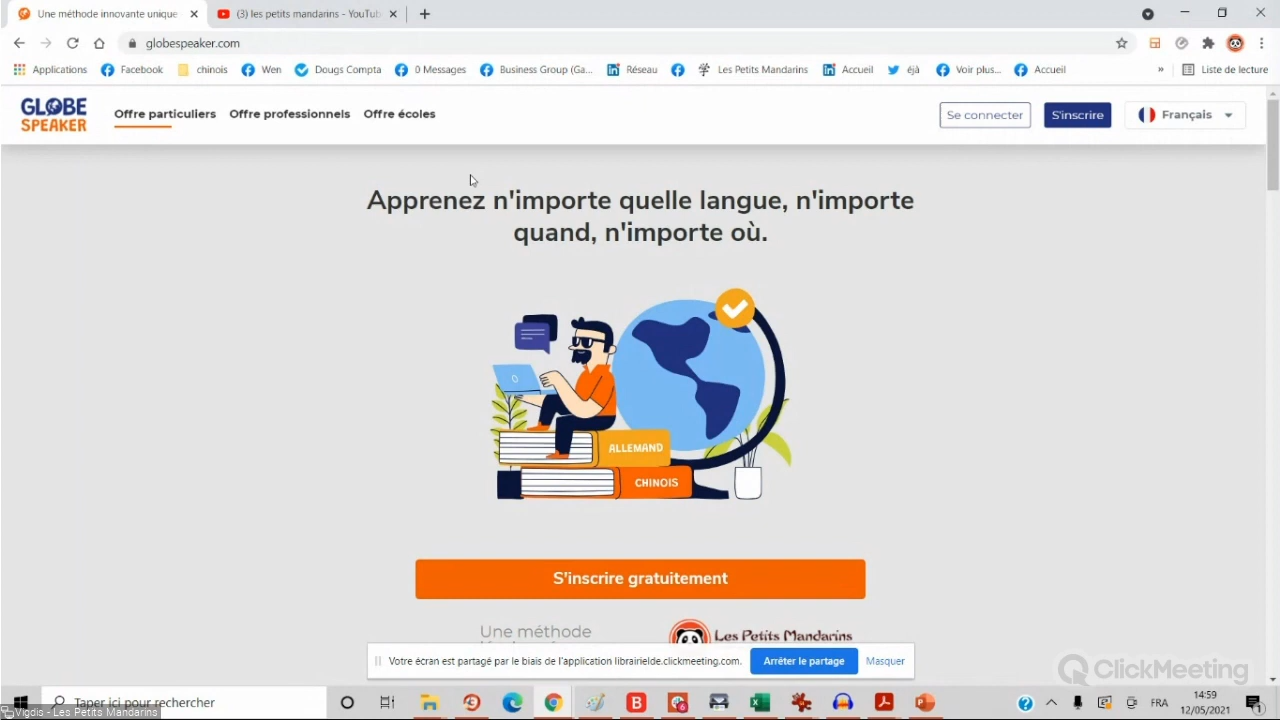 Une méthode innovante unique
(3) les petits mandarins - YouTub
globespeaker.com
Applications
Facebook
chinois
Wen
Dougs Compta
0 Messages
Business Group (Ga...
Réseau
Les Petits Mandarins
Accueil
éjà
Voir plus...
Accueil
»
Liste de lecture
GLOBE
SPEAKER
Offre particuliers
Offre professionnels
Offre écoles
Se connecter
S'inscrire
Français
Apprenez n'importe quelle langue, n'importe
quand, n'importe où.
ALLEMAND
CHINOIS
S'inscrire gratuitement
Une méthode
Les Petits Mandarins
Votre écran est partagé par le biais de l'application librairielde.clickmeeting.com.
Arrêter le partage
Masquer
ClickMeeting
Taper ici pour rechercher
FRA
14:59
12/05/2021
Vigdis - Les Petits Mandarins